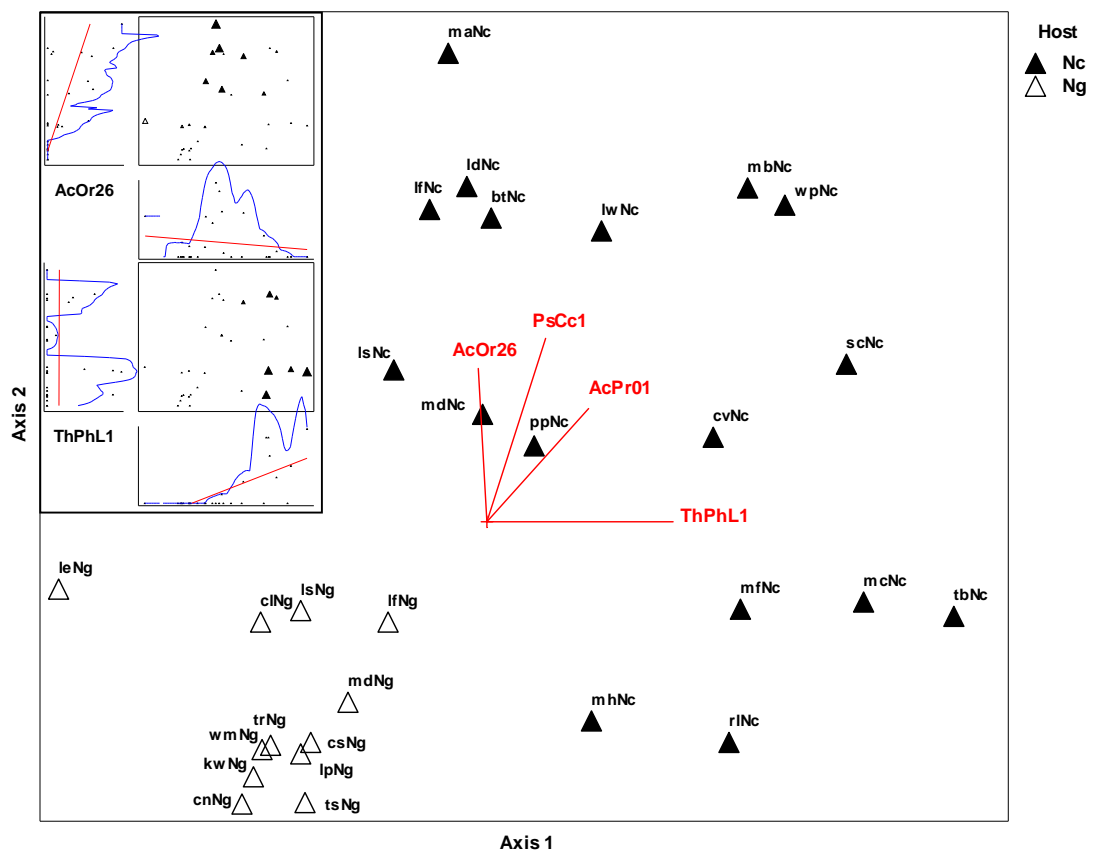 Host
Nc
Ng
maNc
ldNc
lfNc
btNc
lwNc
mbNc
wpNc
AcOr26
PsCc1
AcOr26
AcPr01
lsNc
mdNc
ppNc
scNc
cvNc
ThPhL1
ThPhL1
leNg
clNg
lsNg
lfNg
mfNc
mcNc
tbNc
mdNg
mhNc
rlNc
trNg
wmNg
csNg
kwNg
lpNg
cnNg
tsNg
Axis 2
Axis 1